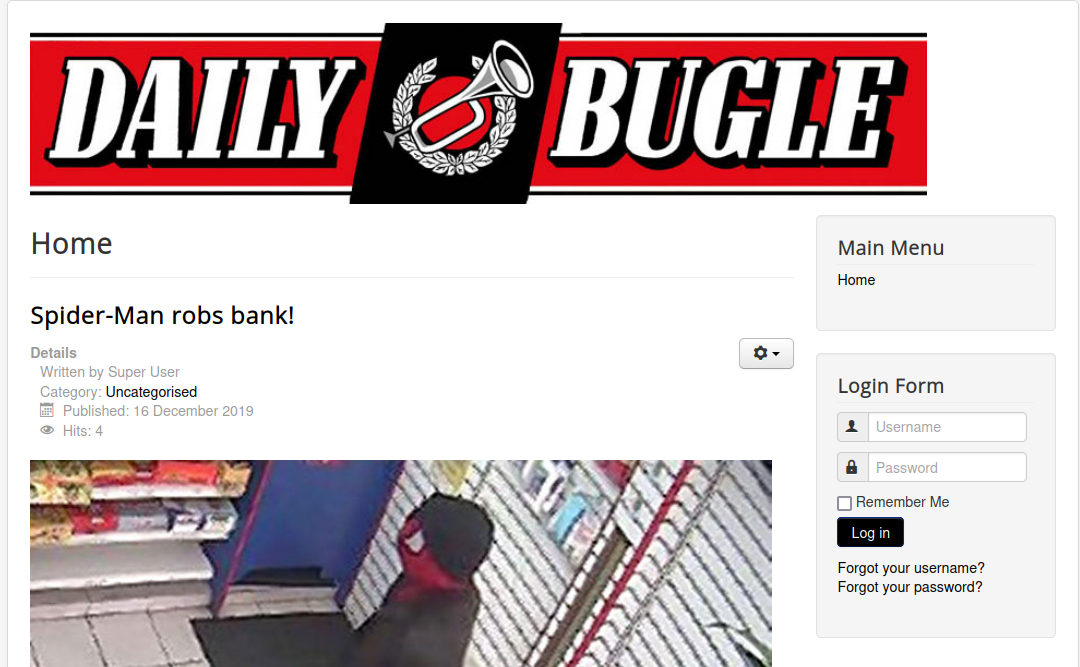 DAILY BUGLE
Home
Spider-Man robs bank!
Details
Written by Super User
Category: Uncategorised
Published: 16 December 2019
Hits: 4
Main Menu
Home
Login Form
Username
Password
Remember Me
Log in
Forgot your username?
Forgot your password?